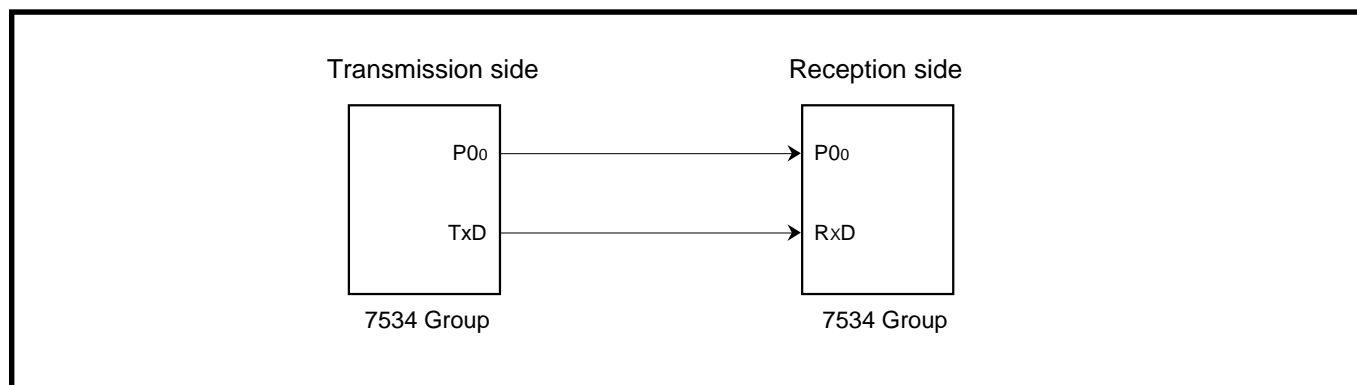 Transmission side
Reception side
P0₀
P0₀
TxD
RxD
7534 Group
7534 Group